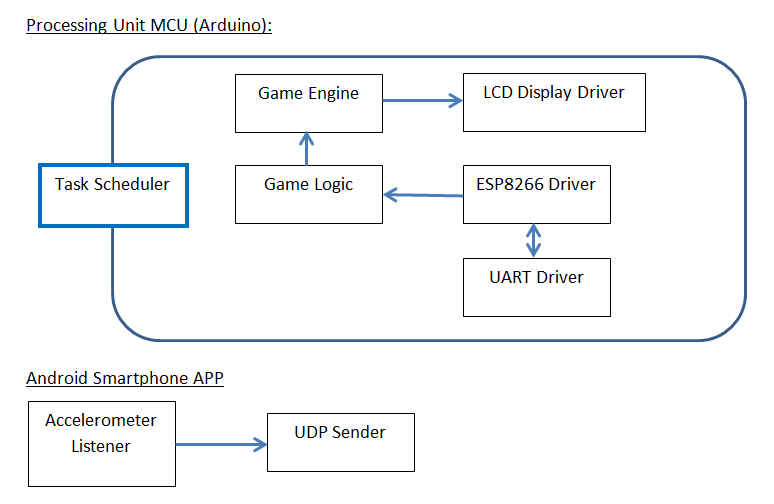 Processing Unit MCU (Arduino):
Game Engine
LCD Display Driver
Task Scheduler
Game Logic
ESP8266 Driver
UART Driver
Android Smartphone APP
Accelerometer
Listener
UDP Sender